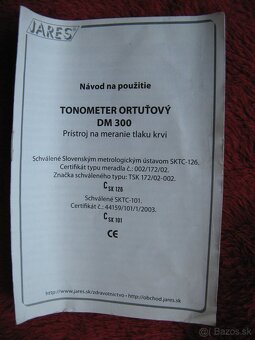 JARES
Návod na použitie
TONOMETER ORTUŤOVÝ
DM 300
Prístroj na meranie tlaku krvi
Schválené Slovenským metrologickým ústavom SKTC-126.
Certifikát typu meradla č.: 002/172/02.
Značka schváleného typu: TSK 172/02-002.
C SK 126
Schválené SKTC-101.
Certifikát č.: 44159/101/1/2003.
C SK 101
CE
http://www.jares.sk/zdravotnictvo • http://obchod.jares.sk
Bazos.sk